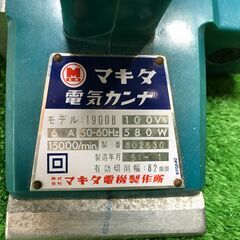 マキタ
電気カンナ
モデル:1900B 100V
6A 50-60Hz 580W
15000/min. 製造番号
製造年月
有効切削幅:82mm
株式会社 マキタ電機製作所